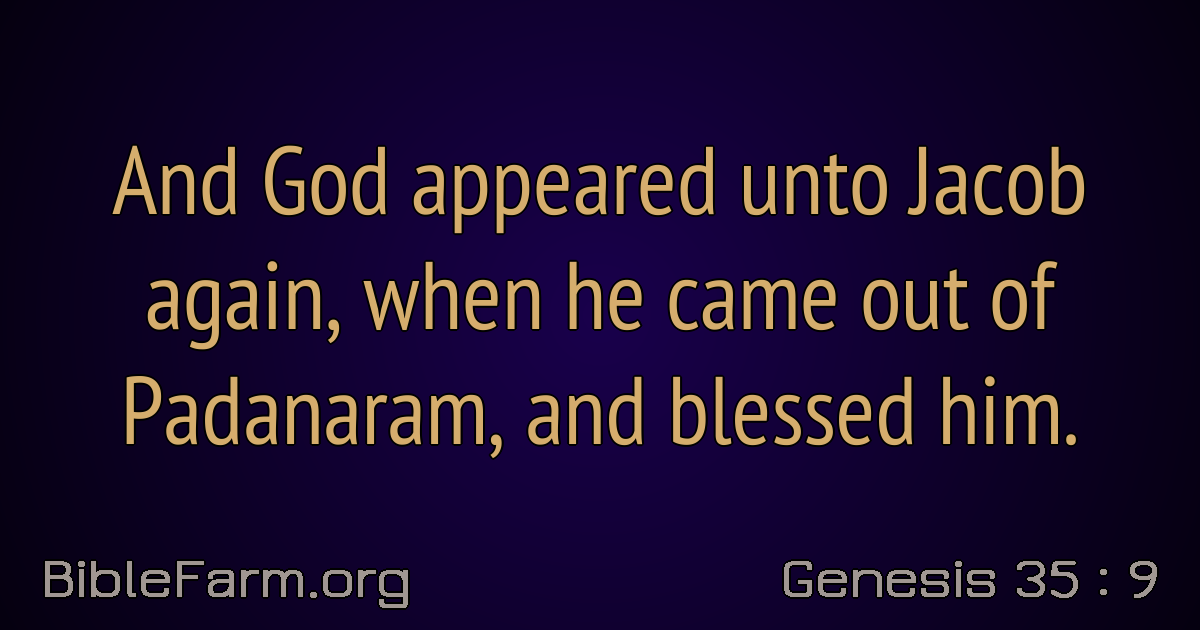 And God appeared unto Jacob
again, when he came out of
Padanaram, and blessed him.
BibleFarm.org
Genesis 35 : 9